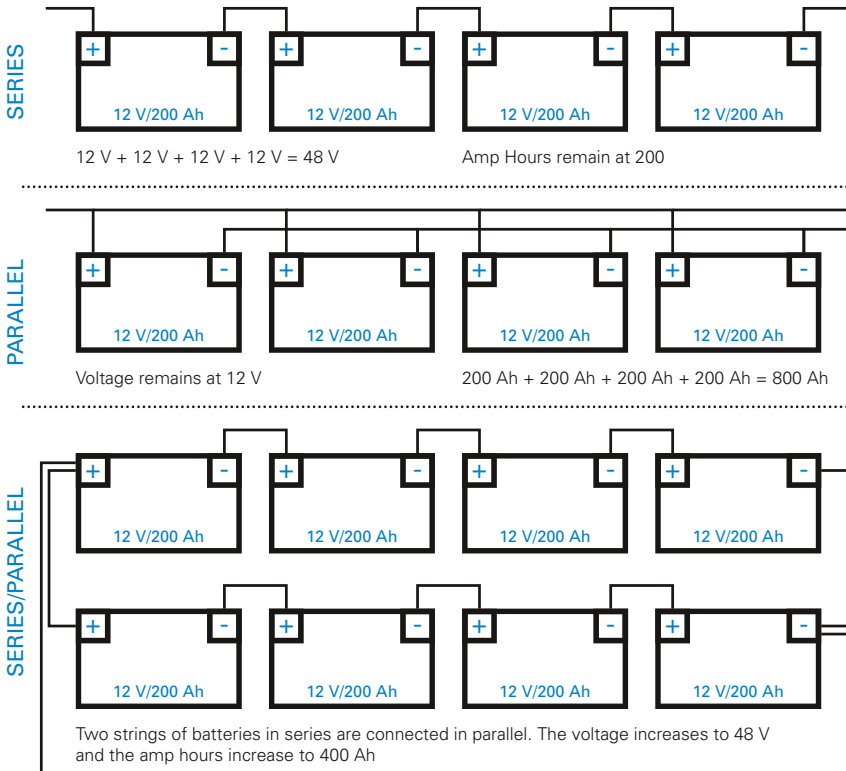 SERIES
+ - + - + - + -
12 V/200 Ah 12 V/200 Ah 12 V/200 Ah 12 V/200 Ah
12 V + 12 V + 12 V + 12 V = 48 V
Amp Hours remain at 200
PARALLEL
+ - + - + - + -
12 V/200 Ah 12 V/200 Ah 12 V/200 Ah 12 V/200 Ah
Voltage remains at 12 V
200 Ah + 200 Ah + 200 Ah + 200 Ah = 800 Ah
SERIES/PARALLEL
+ - + - + - + -
12 V/200 Ah 12 V/200 Ah 12 V/200 Ah 12 V/200 Ah
+ - + - + - + -
12 V/200 Ah 12 V/200 Ah 12 V/200 Ah 12 V/200 Ah
Two strings of batteries in series are connected in parallel. The voltage increases to 48 V
and the amp hours increase to 400 Ah